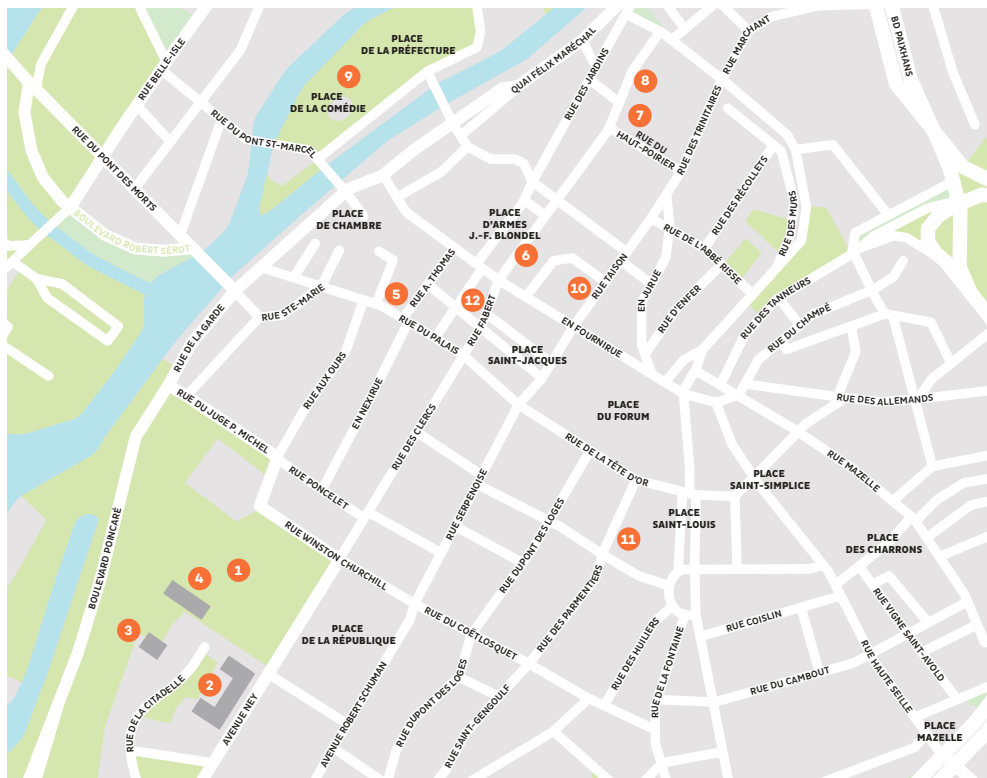 PLACE
DE LA PRÉFECTURE
9
PLACE
DE LA COMÉDIE
RUE BELLE-ISLE
RUE DU PONT ST-MARCEL
RUE DU PONT DES MORTS
BOULEVARD ROBERT SÉROT
QUAI FÉLIX MARÉCHAL
RUE DES JARDINS
8
7
RUE DU
HAUT-POIRIER
RUE MARCHANT
RUE DES TRINITAIRES
BD PAIXHANS
RUE DES RÉCOLLETS
RUE DES MURS
PLACE
DE CHAMBRE
PLACE
D'ARMES
J.-F. BLONDEL
6
RUE DE L'ABBÉ RISSE
RUE STE-MARIE
5
RUE A. THOMAS
12
RUE FABERT
10
RUE TAISON
EN JURUE
RUE D'ENFER
RUE DES TANNEURS
RUE DU CHAMPÉ
RUE DE LA GARDE
RUE DU PALAIS
PLACE
SAINT-JACQUES
EN FOURNIRUE
RUE AUX OURS
EN NEXIRUE
RUE DES CLERCS
RUE DU JUGE P. MICHEL
PLACE
DU FORUM
RUE DES ALLEMANDS
RUE DE LA TÊTE D'OR
RUE MAZELLE
PLACE
SAINT-SIMPLICE
RUE PONCELET
RUE SERPENOISE
RUE DUPONT DES LOGES
PLACE
SAINT-LOUIS
11
PLACE
DES CHARRONS
RUE WINSTON CHURCHILL
BOULEVARD POINCARÉ
1
4
3
2
RUE DE LA CITADELLE
AVENUE NEY
PLACE
DE LA RÉPUBLIQUE
RUE DU COËTLOSQUET
RUE DES PARMENTIERS
RUE COISLIN
RUE VIGNE SAINT-AVOLD
RUE DES HUILIERS
RUE DE LA FONTAINE
RUE DU CAMBOUT
RUE HAUTE SEILLE
AVENUE ROBERT SCHUMAN
RUE DUPONT DES LOGES
RUE SAINT-GENGOULF
PLACE
MAZELLE